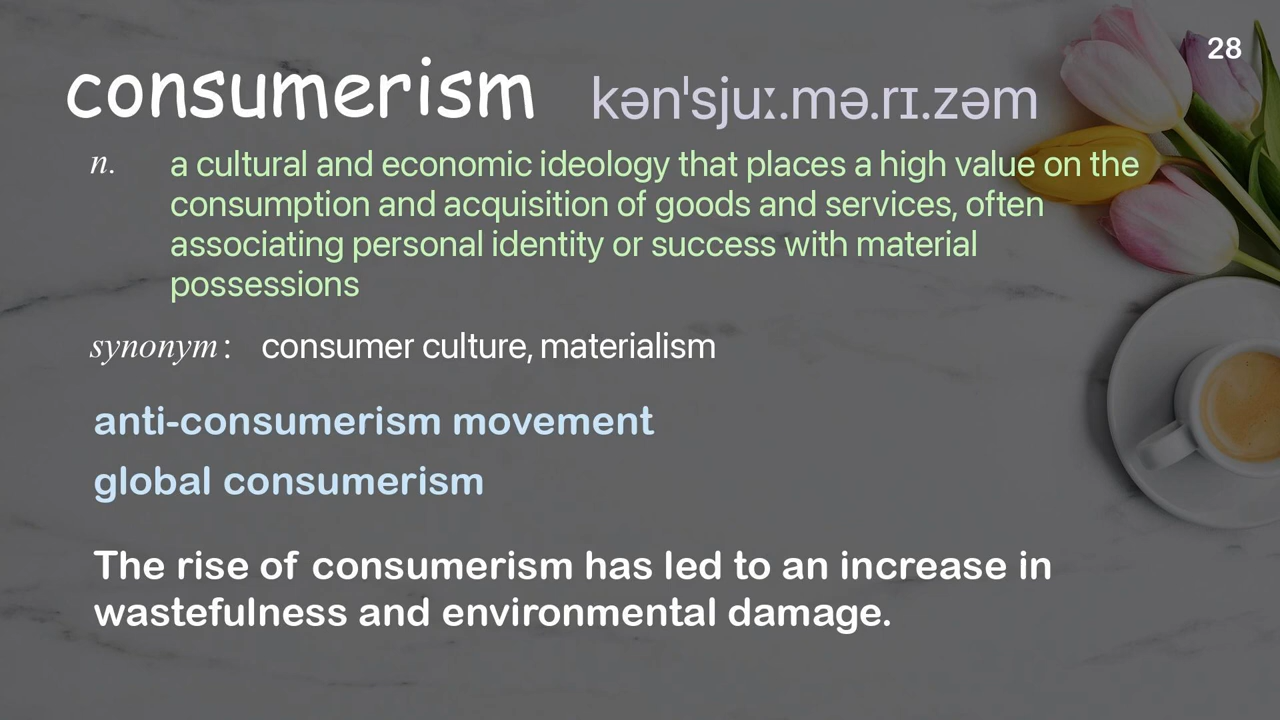 28
consumerism kən'sjuː.mə.rɪ.zəm
n. a cultural and economic ideology that places a high value on the
consumption and acquisition of goods and services, often
associating personal identity or success with material
possessions
synonym : consumer culture, materialism
anti-consumerism movement
global consumerism
The rise of consumerism has led to an increase in
wastefulness and environmental damage.